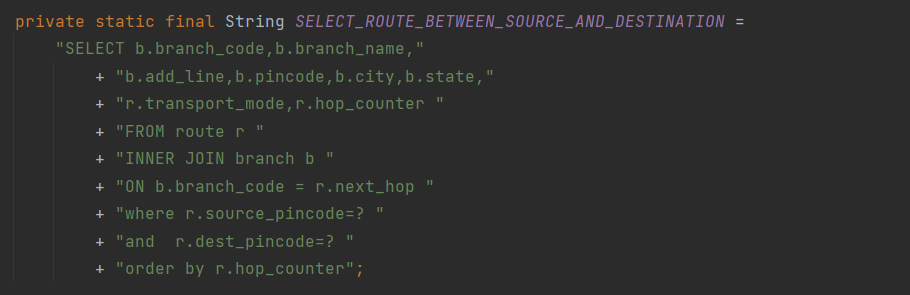 private static final String SELECT_ROUTE_BETWEEN_SOURCE_AND_DESTINATION =
    "SELECT b.branch_code,b.branch_name,"
        + "b.add_line,b.pincode,b.city,b.state,"
        + "r.transport_mode,r.hop_counter "
        + "FROM route r "
        + "INNER JOIN branch b "
        + "ON b.branch_code = r.next_hop "
        + "where r.source_pincode=? "
        + "and  r.dest_pincode=? "
        + "order by r.hop_counter";